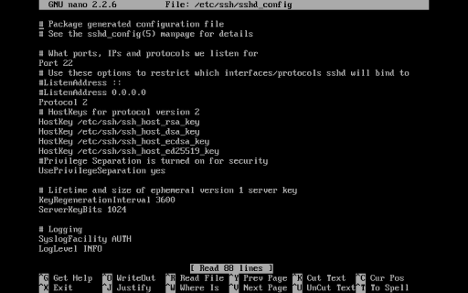 GNU nano 2.2.6 File: /etc/ssh/sshd_config
# Package generated configuration file
# See the sshd_config(5) manpage for details
# What ports, IPs and protocols we listen for
Port 22
# Use these options to restrict which interfaces/protocols sshd will bind to
#ListenAddress ::
#ListenAddress 0.0.0.0
Protocol 2
# HostKeys for protocol version 2
HostKey /etc/ssh/ssh_host_rsa_key
HostKey /etc/ssh/ssh_host_dsa_key
HostKey /etc/ssh/ssh_host_ecdsa_key
HostKey /etc/ssh/ssh_host_ed25519_key
#Privilege Separation is turned on for security
UsePrivilegeSeparation yes
# Lifetime and size of ephemeral version 1 server key
KeyRegenerationInterval 3600
ServerKeyBits 1024
# Logging
SyslogFacility AUTH
LogLevel INFO
[ Read 88 lines ]
^G Get Help ^O WriteOut ^R Read File ^Y Prev Page ^K Cut Text ^C Cur Pos
^X Exit ^J Justify ^W Where Is ^V Next Page ^U UnCut Text ^T To Spell